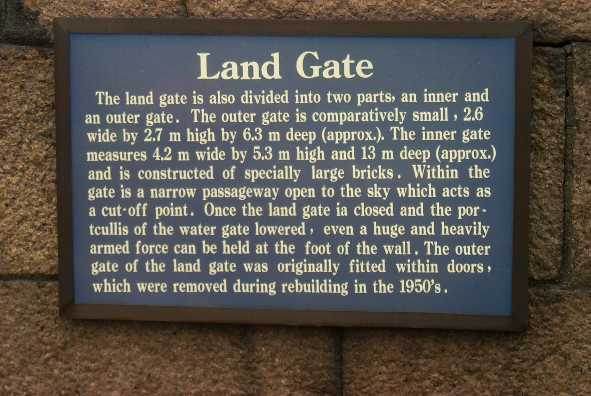 Land Gate
The land gate is also divided into two parts, an inner and
an outer gate. The outer gate is comparatively small, 2.6
wide by 2.7 m high by 6.3 m deep (approx.). The inner gate
measures 4.2 m wide by 5.3 m high and 13 m deep (approx.)
and is constructed of specially large bricks. Within the
gate is a narrow passageway open to the sky which acts as
a cut-off point. Once the land gate ia closed and the por-
tcullis of the water gate lowered, even a huge and heavily
armed force can be held at the foot of the wall. The outer
gate of the land gate was originally fitted within doors,
which were removed during rebuilding in the 1950's.